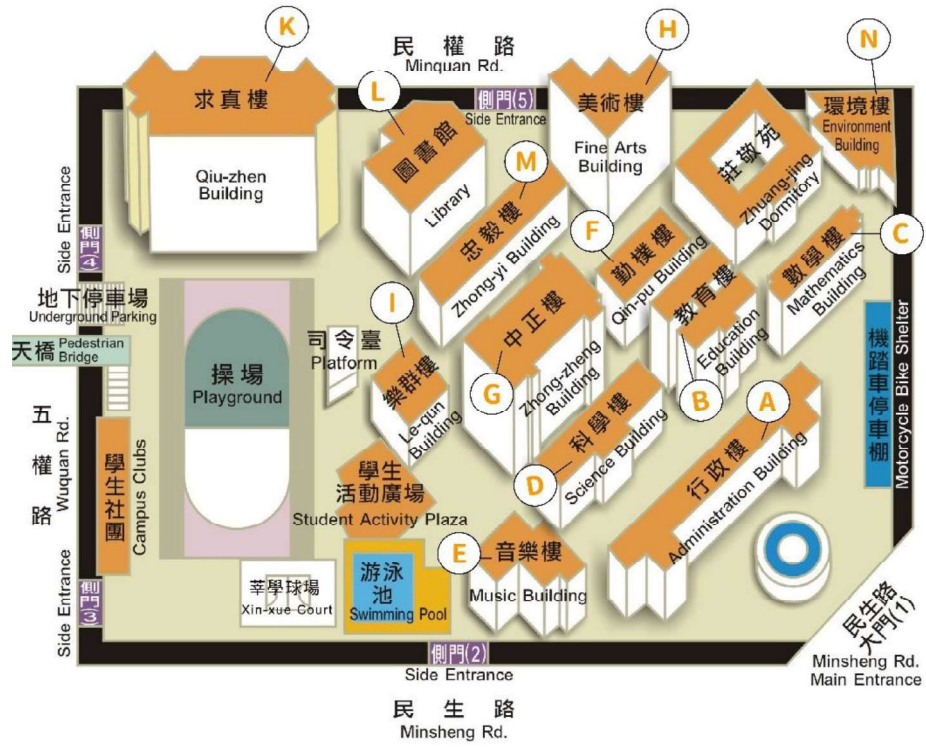 K
H
N
民權路
Minquan Rd.
L
側門(5)
Side Entrance
求真樓
Qiu-zhen
Building
圖書館
Library
美術樓
Fine Arts
Building
莊敬苑
Zhuang-jing
Dormitory
環境樓
Environment
Building
M
忠毅樓
Zhong-yi Building
F
勤樸樓
Qin-pu Building
C
數學樓
Mathematics
Building
Side Entrance
側門(4)
地下停車場
Underground Parking
天橋
Pedestrian
Bridge
操場
Playground
司令臺
Platform
I
樂群樓
Le-qun
Building
中正樓
Zhong-zheng
Building
G
教育樓
Education
Building
B
A
機踏車停車棚
Motorcycle Bike Shelter
五權路
Wuquan Rd.
學生社團
Campus Clubs
學生
活動廣場
Student Activity Plaza
科學樓
Science Building
D
行政樓
Administration Building
E
音樂樓
Music Building
莘學球場
Xin-xue Court
游泳
池
Swimming Pool
Side Entrance
側門(3)
側門(2)
Side Entrance
民生路
大門(1)
Minsheng Rd.
Main Entrance
民生路
Minsheng Rd.